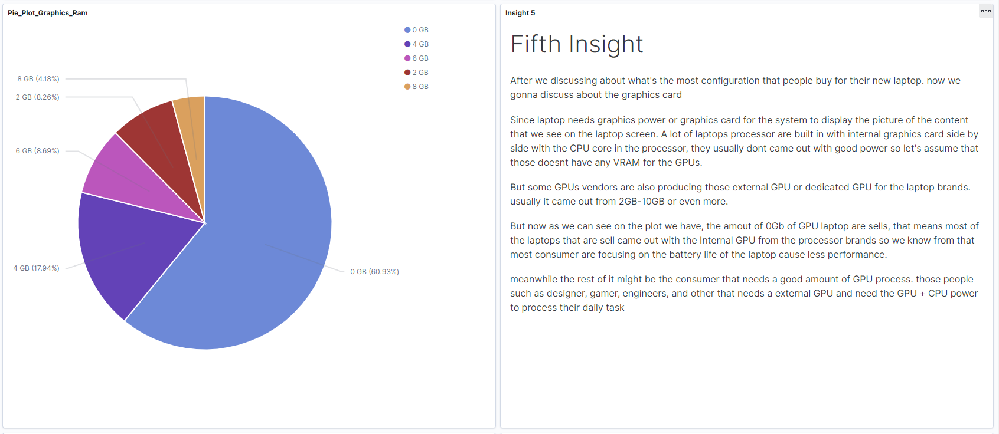 Pie_Plot_Graphics_Ram
0 GB
4 GB
6 GB
2 GB
8 GB
8 GB (4.18%)
2 GB (8.26%)
6 GB (8.69%)
4 GB (17.94%)
0 GB (60.93%)
Insight 5
Fifth Insight
After we discussing about what's the most configuration that people buy for their new laptop. now we
gonna discuss about the graphics card
Since laptop needs graphics power or graphics card for the system to display the picture of the content
that we see on the laptop screen. A lot of laptops processor are built in with internal graphics card side by
side with the CPU core in the processor, they usually dont came out with good power so let's assume that
those doesnt have any VRAM for the GPUs.
But some GPUs vendors are also producing those external GPU or dedicated GPU for the laptop brands.
usually it came out from 2GB-10GB or even more.
But now as we can see on the plot we have, the amout of 0Gb of GPU laptop are sells, that means most of
the laptops that are sell came out with the Internal GPU from the processor brands so we know from that
most consumer are focusing on the battery life of the laptop cause less performance.
meanwhile the rest of it might be the consumer that needs a good amount of GPU process. those people
such as designer, gamer, engineers, and other that needs a external GPU and need the GPU + CPU power
to process their daily task